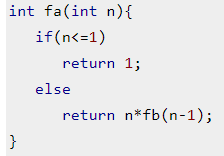 int fa(int n){
if(n<=1)
return 1;
else
return n*fb(n-1);
}